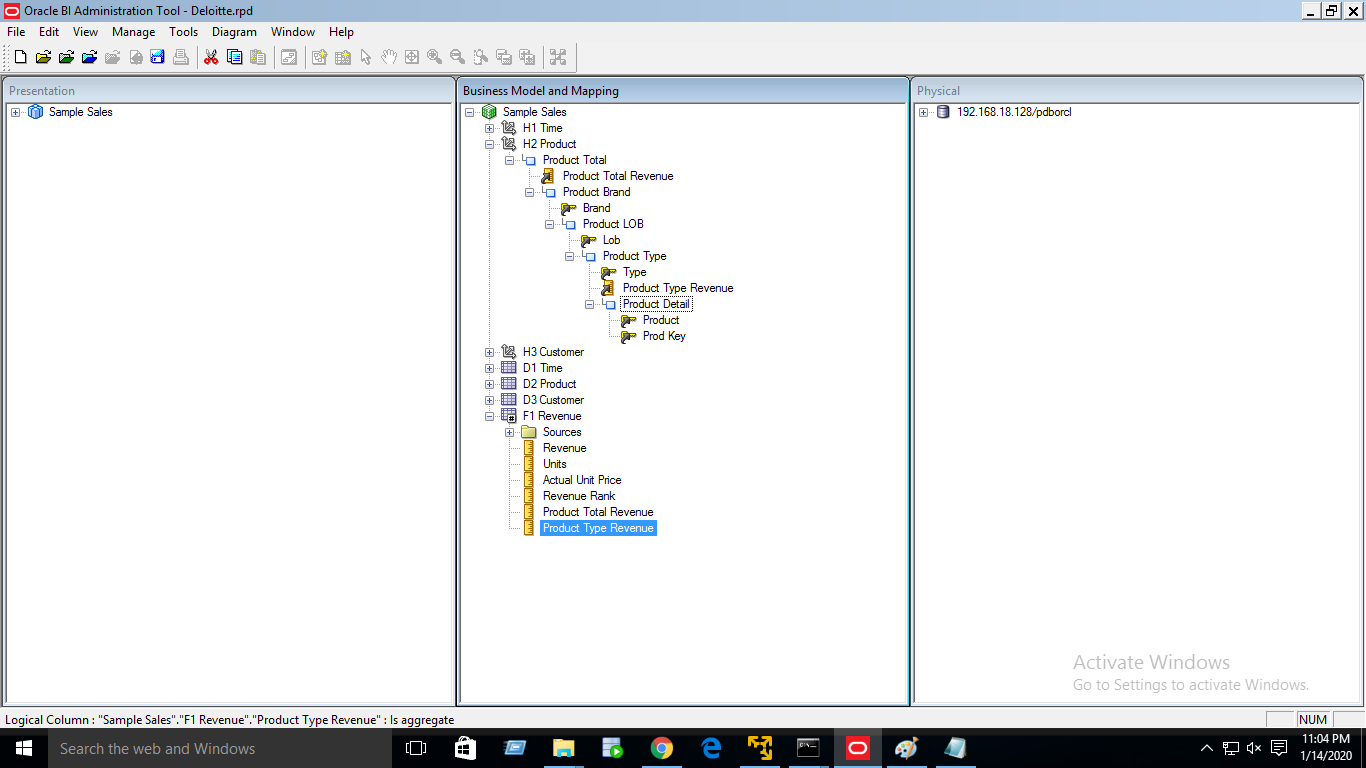 Oracle BI Administration Tool - Deloitte.rpd
File Edit View Manage Tools Diagram Window Help
Presentation
Sample Sales
Business Model and Mapping
Sample Sales
H1 Time
H2 Product
Product Total
Product Total Revenue
Product Brand
Brand
Product LOB
Lob
Product Type
Type
Product Type Revenue
Product Detail
Product
Prod Key
H3 Customer
D1 Time
D2 Product
D3 Customer
F1 Revenue
Sources
Revenue
Units
Actual Unit Price
Revenue Rank
Product Total Revenue
Product Type Revenue
Physical
192.168.18.128/pdborcl
Activate Windows
Go to Settings to activate Windows.
Logical Column : "Sample Sales"."F1 Revenue"."Product Type Revenue" : Is aggregate
NUM
Search the web and Windows
11:04 PM
1/14/2020